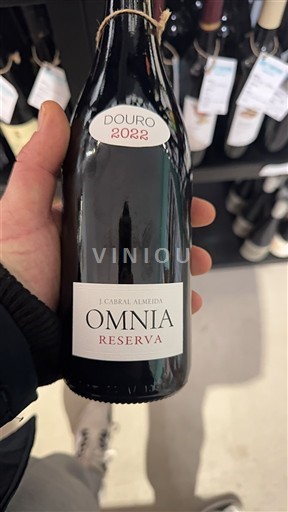 DOURO
2022
VINIOU
J. CABRAL ALMEIDA
OMNIA
RESERVA